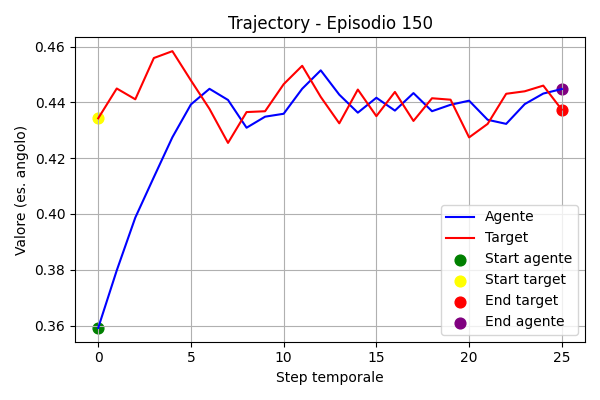 Trajectory - Episodio 150
Valore (es. angolo)
0.46
0.44
0.42
0.40
0.38
0.36
0
5
10
15
20
25
Step temporale
Agente
Target
Start agente
Start target
End target
End agente